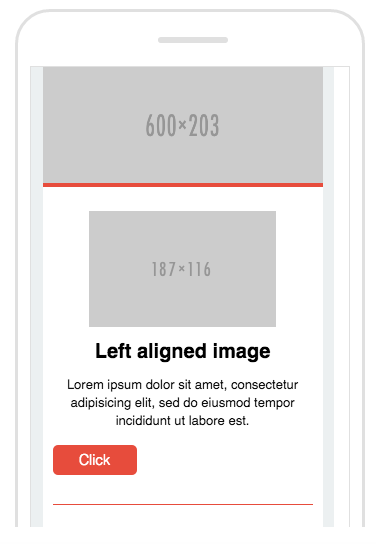 600×203
187×116
Left aligned image
Lorem ipsum dolor sit amet, consectetur
adipisicing elit, sed do eiusmod tempor
incididunt ut labore est.
Click